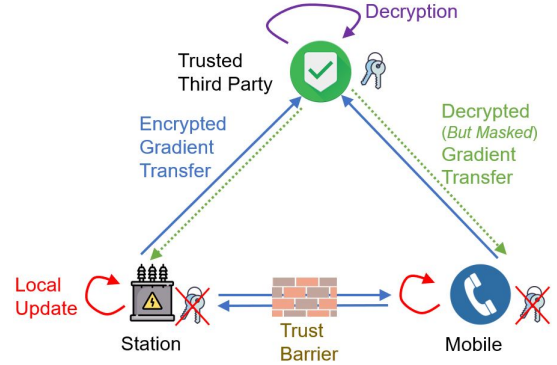 Decryption
Trusted
Third Party
Encrypted
Gradient
Transfer
Decrypted
(But Masked)
Gradient
Transfer
Local
Update
Station
Trust
Barrier
Mobile